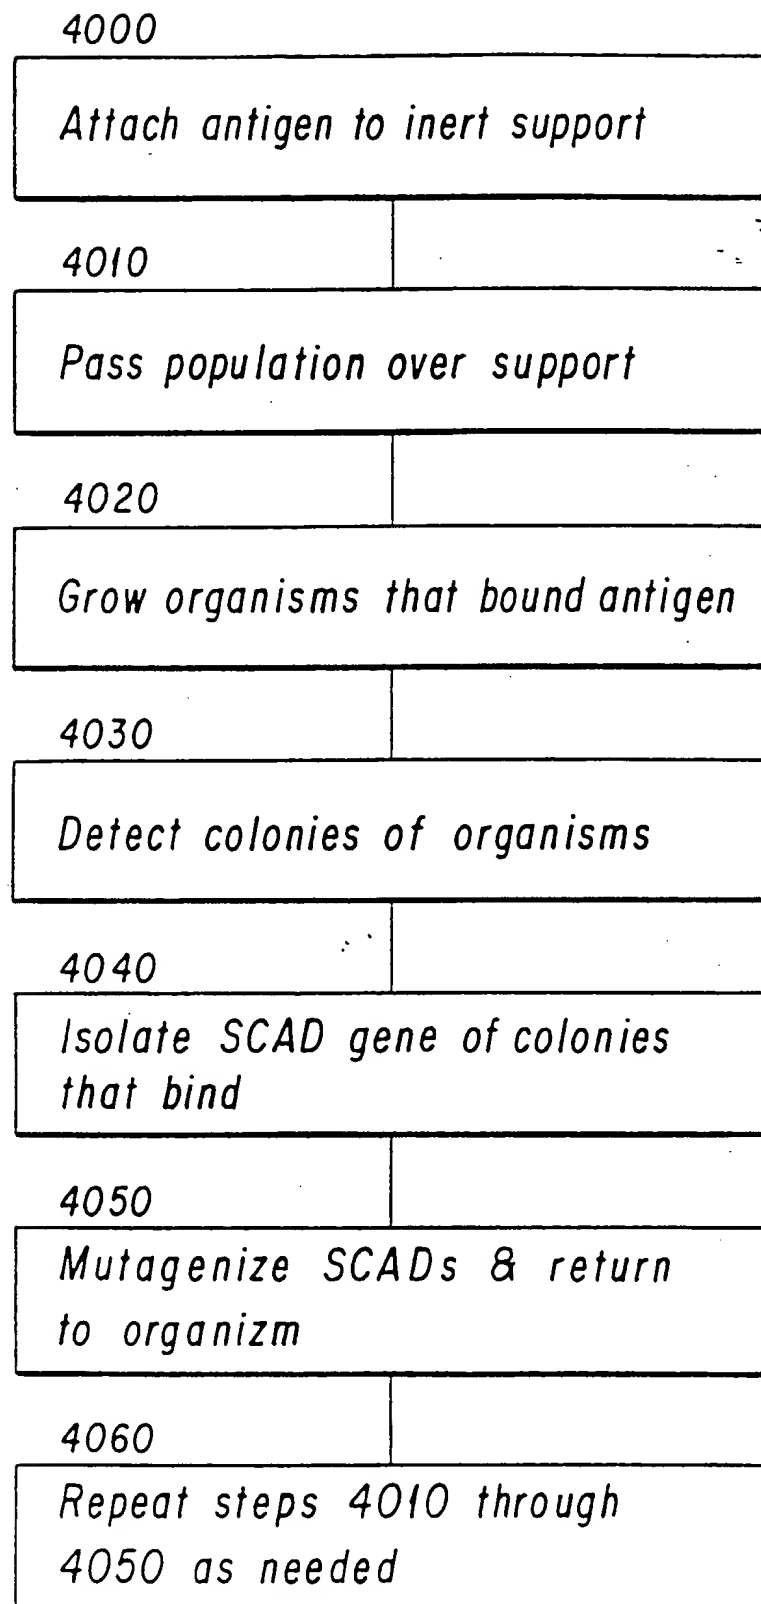 4000
Attach antigen to inert support
4010
Pass population over support
4020
Grow organisms that bound antigen
4030
Detect colonies of organisms
4040
Isolate SCAD gene of colonies
that bind
4050
Mutagenize SCADs & return
to organizm
4060
Repeat steps 4010 through
4050 as needed